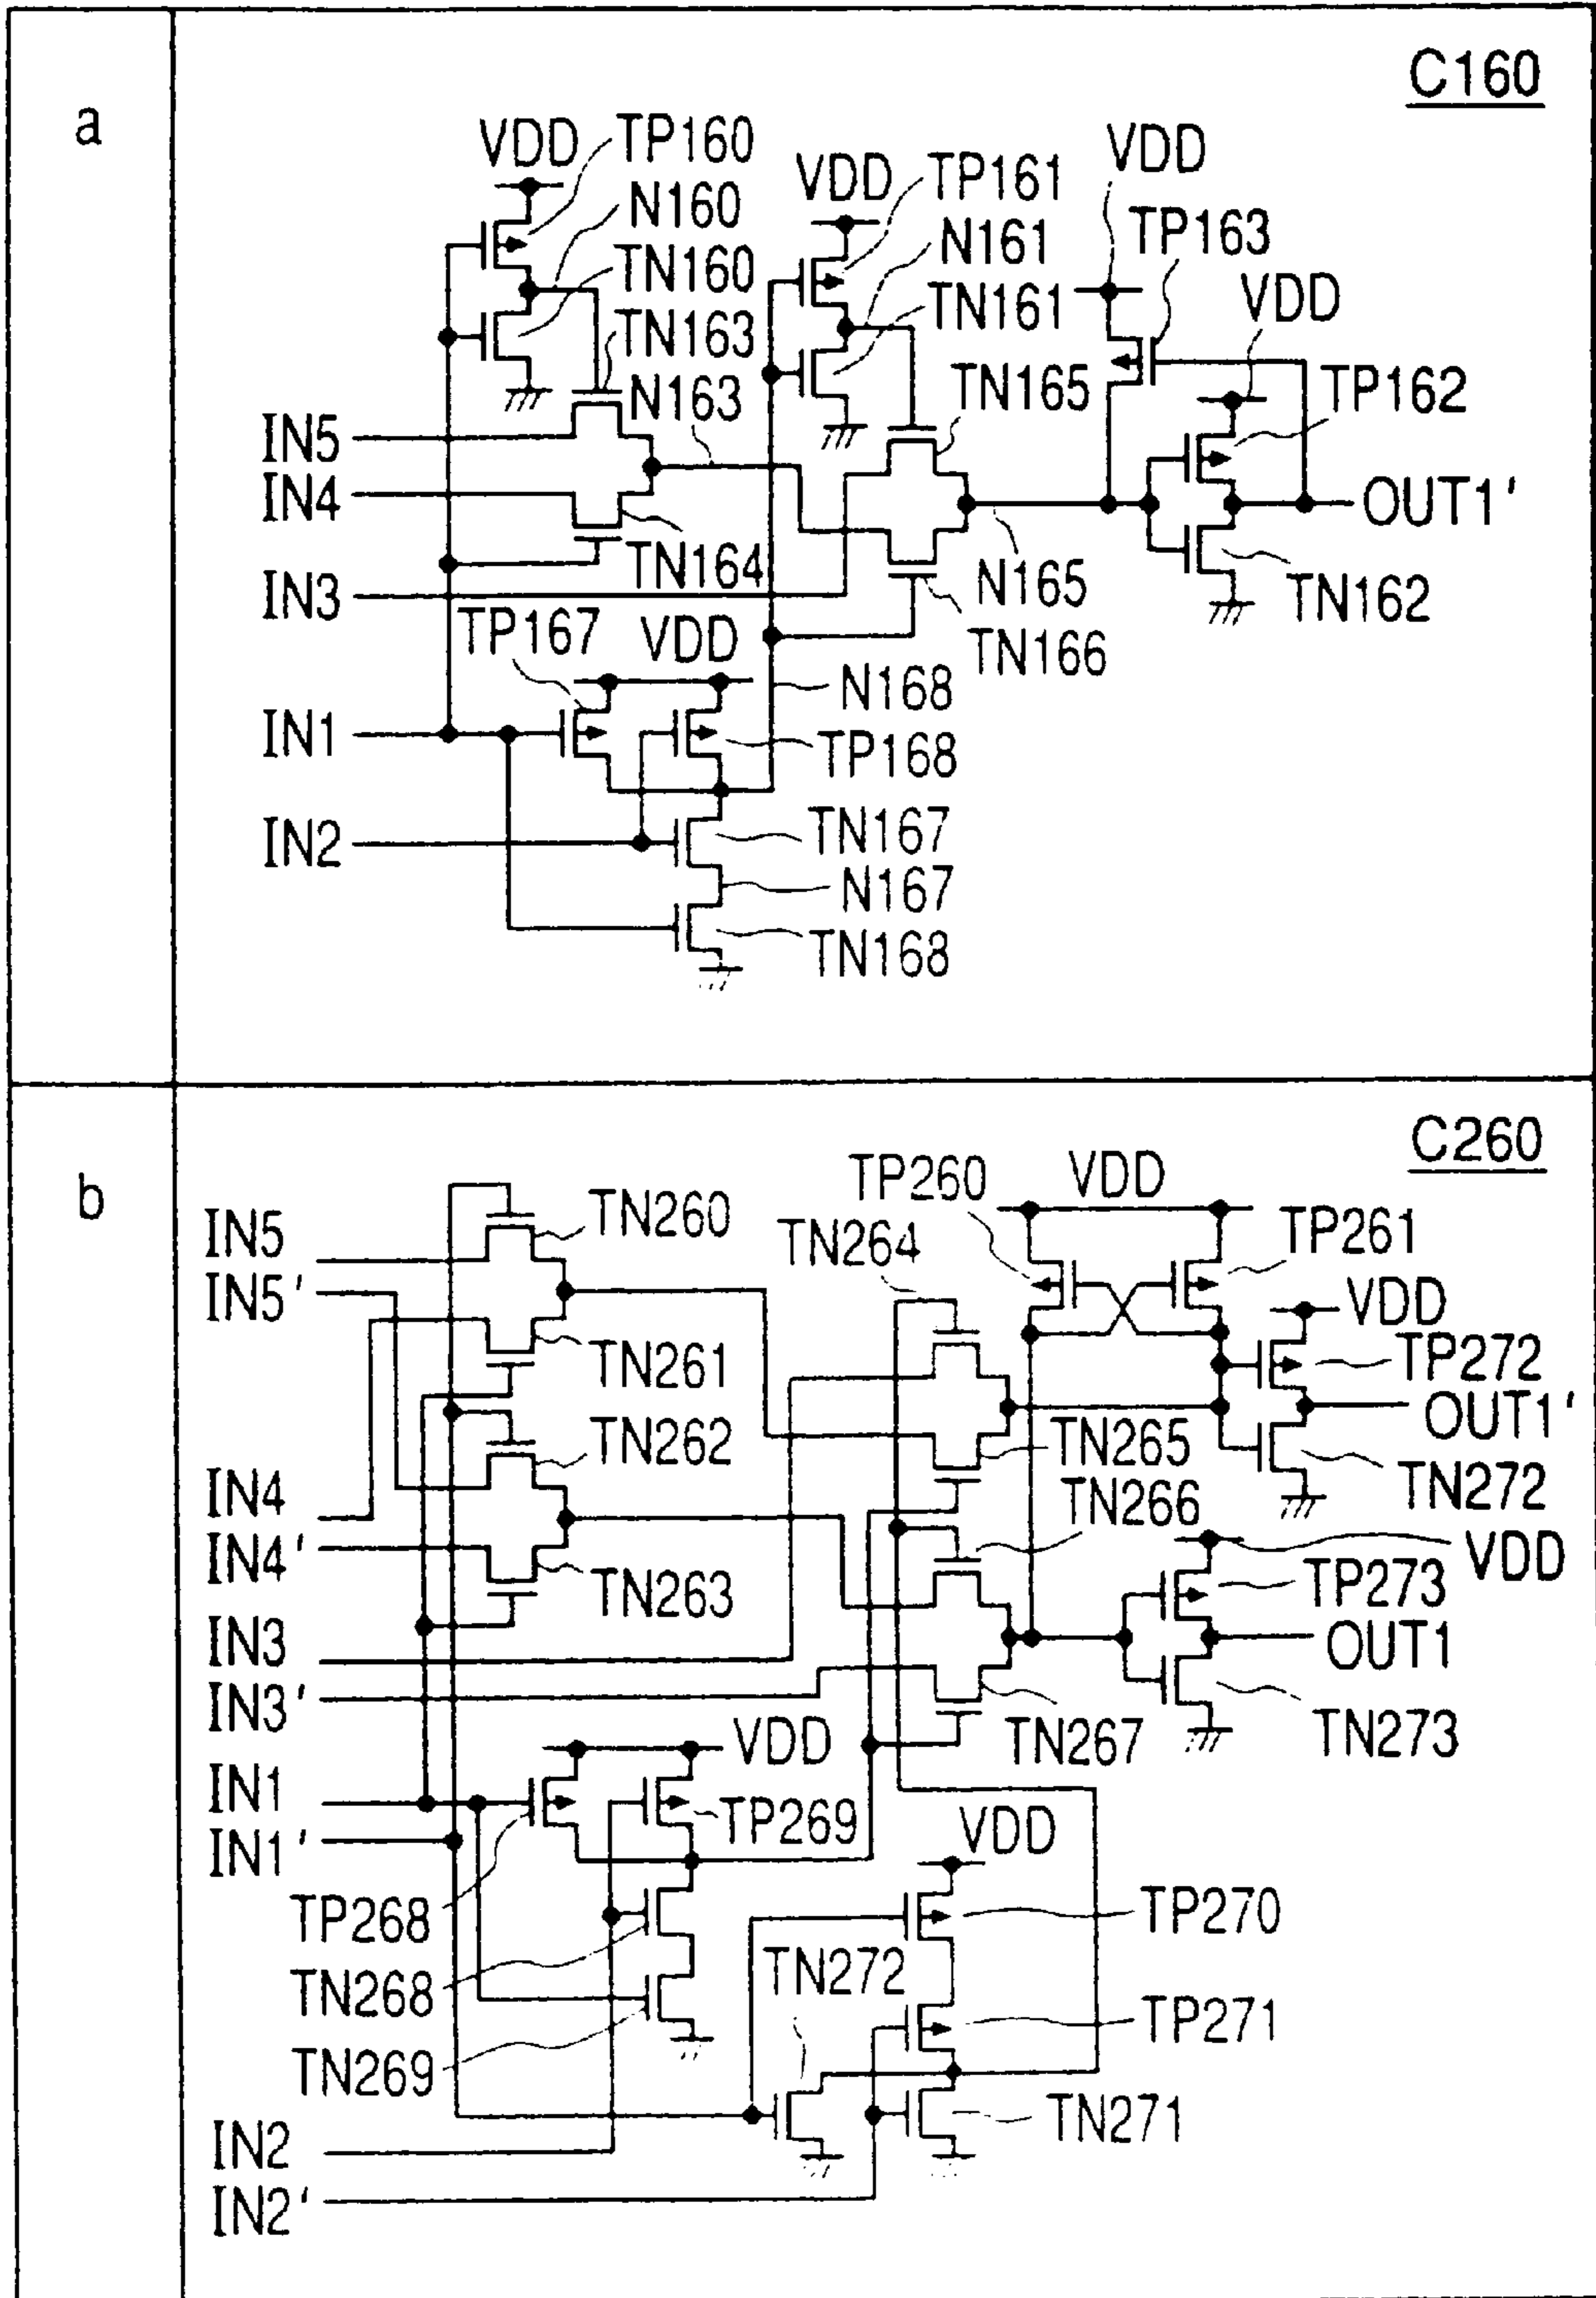 a
C160
VDD
TP160
N160
TN160
TN163
N163
VDD
TP161
N161
TN161
TN165
VDD
TP163
VDD
TP162
IN5
IN4
IN3
TN164
OUT1'
N165
TN162
TN166
TP167
VDD
N168
IN1
TP168
IN2
TN167
N167
TN168
b
C260
IN5
IN5'
TN260
TP260
VDD
TN264
TP261
VDD
TN261
TP272
OUT1'
TN262
TN265
TN272
IN4
IN4'
TN266
VDD
TN263
TP273
IN3
IN3'
OUT1
TN267
TN273
VDD
IN1
IN1'
TP269
VDD
TP268
TP270
TN268
TN272
TP271
TN269
TN271
IN2
IN2'